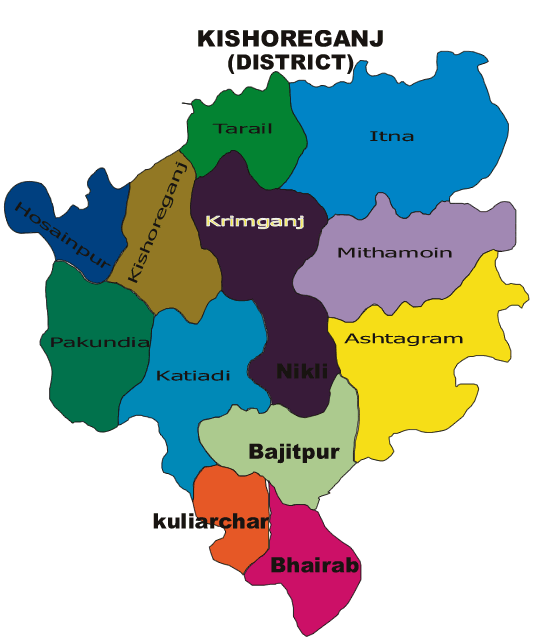 KISHOREGANJ
(DISTRICT)
Tarail
Itna
Hosainpur
Kishoreganj
Krimganj
Mithamoin
Pakundia
Katiadi
Nikli
Ashtagram
Bajitpur
kuliarchar
Bhairab